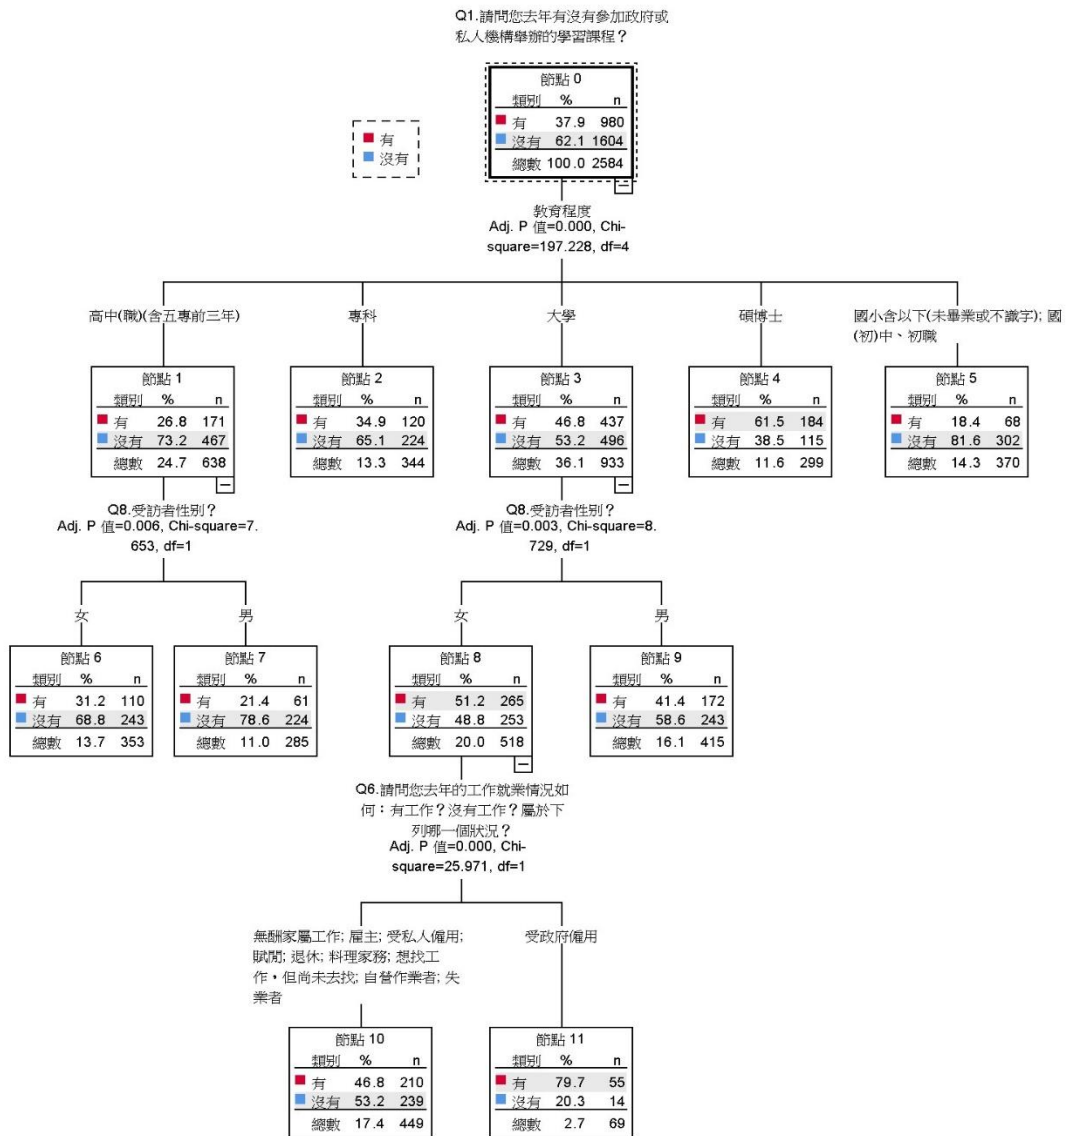 Q1.請問您去年有沒有參加政府或
私人機構舉辦的學習課程？
節點 0
類別 % n
有 37.9 980
沒有 62.1 1604
總數 100.0 2584
有
沒有
教育程度
Adj. P 值=0.000, Chi-
square=197.228, df=4
高中(職)(含五專前三年)
專科
大學
碩博士
國小含以下(未畢業或不識字); 國
(初)中、初職
節點 1
類別 % n
有 26.8 171
沒有 73.2 467
總數 24.7 638
節點 2
類別 % n
有 34.9 120
沒有 65.1 224
總數 13.3 344
節點 3
類別 % n
有 46.8 437
沒有 53.2 496
總數 36.1 933
節點 4
類別 % n
有 61.5 184
沒有 38.5 115
總數 11.6 299
節點 5
類別 % n
有 18.4 68
沒有 81.6 302
總數 14.3 370
Q8.受訪者性別？
Adj. P 值=0.006, Chi-square=7.
653, df=1
Q8.受訪者性別？
Adj. P 值=0.003, Chi-square=8.
729, df=1
女
男
女
男
節點 6
類別 % n
有 31.2 110
沒有 68.8 243
總數 13.7 353
節點 7
類別 % n
有 21.4 61
沒有 78.6 224
總數 11.0 285
節點 8
類別 % n
有 51.2 265
沒有 48.8 253
總數 20.0 518
節點 9
類別 % n
有 41.4 172
沒有 58.6 243
總數 16.1 415
Q6.請問您去年的工作就業情況如
何：有工作？沒有工作？屬於下
列哪一個狀況？
Adj. P 值=0.000, Chi-
square=25.971, df=1
無酬家屬工作; 雇主; 受私人僱用;
賦閒; 退休; 料理家務; 想找工
作，但尚未去找; 自營作業者; 失
業者
受政府僱用
節點 10
類別 % n
有 46.8 210
沒有 53.2 239
總數 17.4 449
節點 11
類別 % n
有 79.7 55
沒有 20.3 14
總數 2.7 69